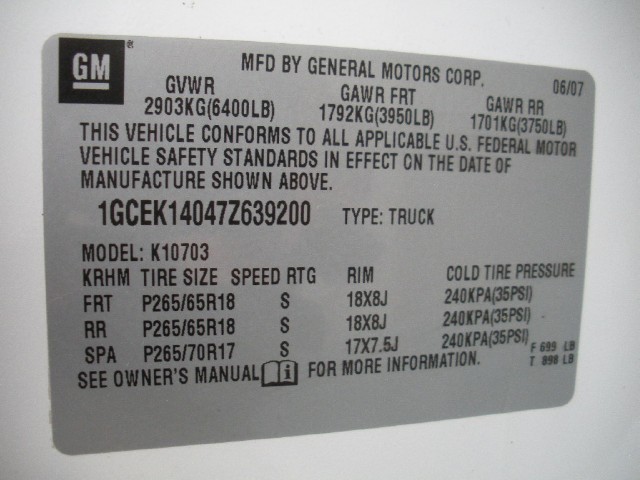 GM ®
MFD BY GENERAL MOTORS CORP. 06/07
GVWR GAWR FRT GAWR RR
2903KG(6400LB) 1792KG(3950LB) 1701KG(3750LB)
THIS VEHICLE CONFORMS TO ALL APPLICABLE U.S. FEDERAL MOTOR
VEHICLE SAFETY STANDARDS IN EFFECT ON THE DATE OF
MANUFACTURE SHOWN ABOVE.
1GCEK14047Z639200 TYPE: TRUCK
MODEL: K10703
KRHM TIRE SIZE SPEED RTG RIM COLD TIRE PRESSURE
FRT P265/65R18 S 18X8J 240KPA(35PSI)
RR P265/65R18 S 18X8J 240KPA(35PSI)
SPA P265/70R17 S 17X7.5J 240KPA(35PSI) F 699 LB
T 898 LB
SEE OWNER'S MANUAL i FOR MORE INFORMATION.